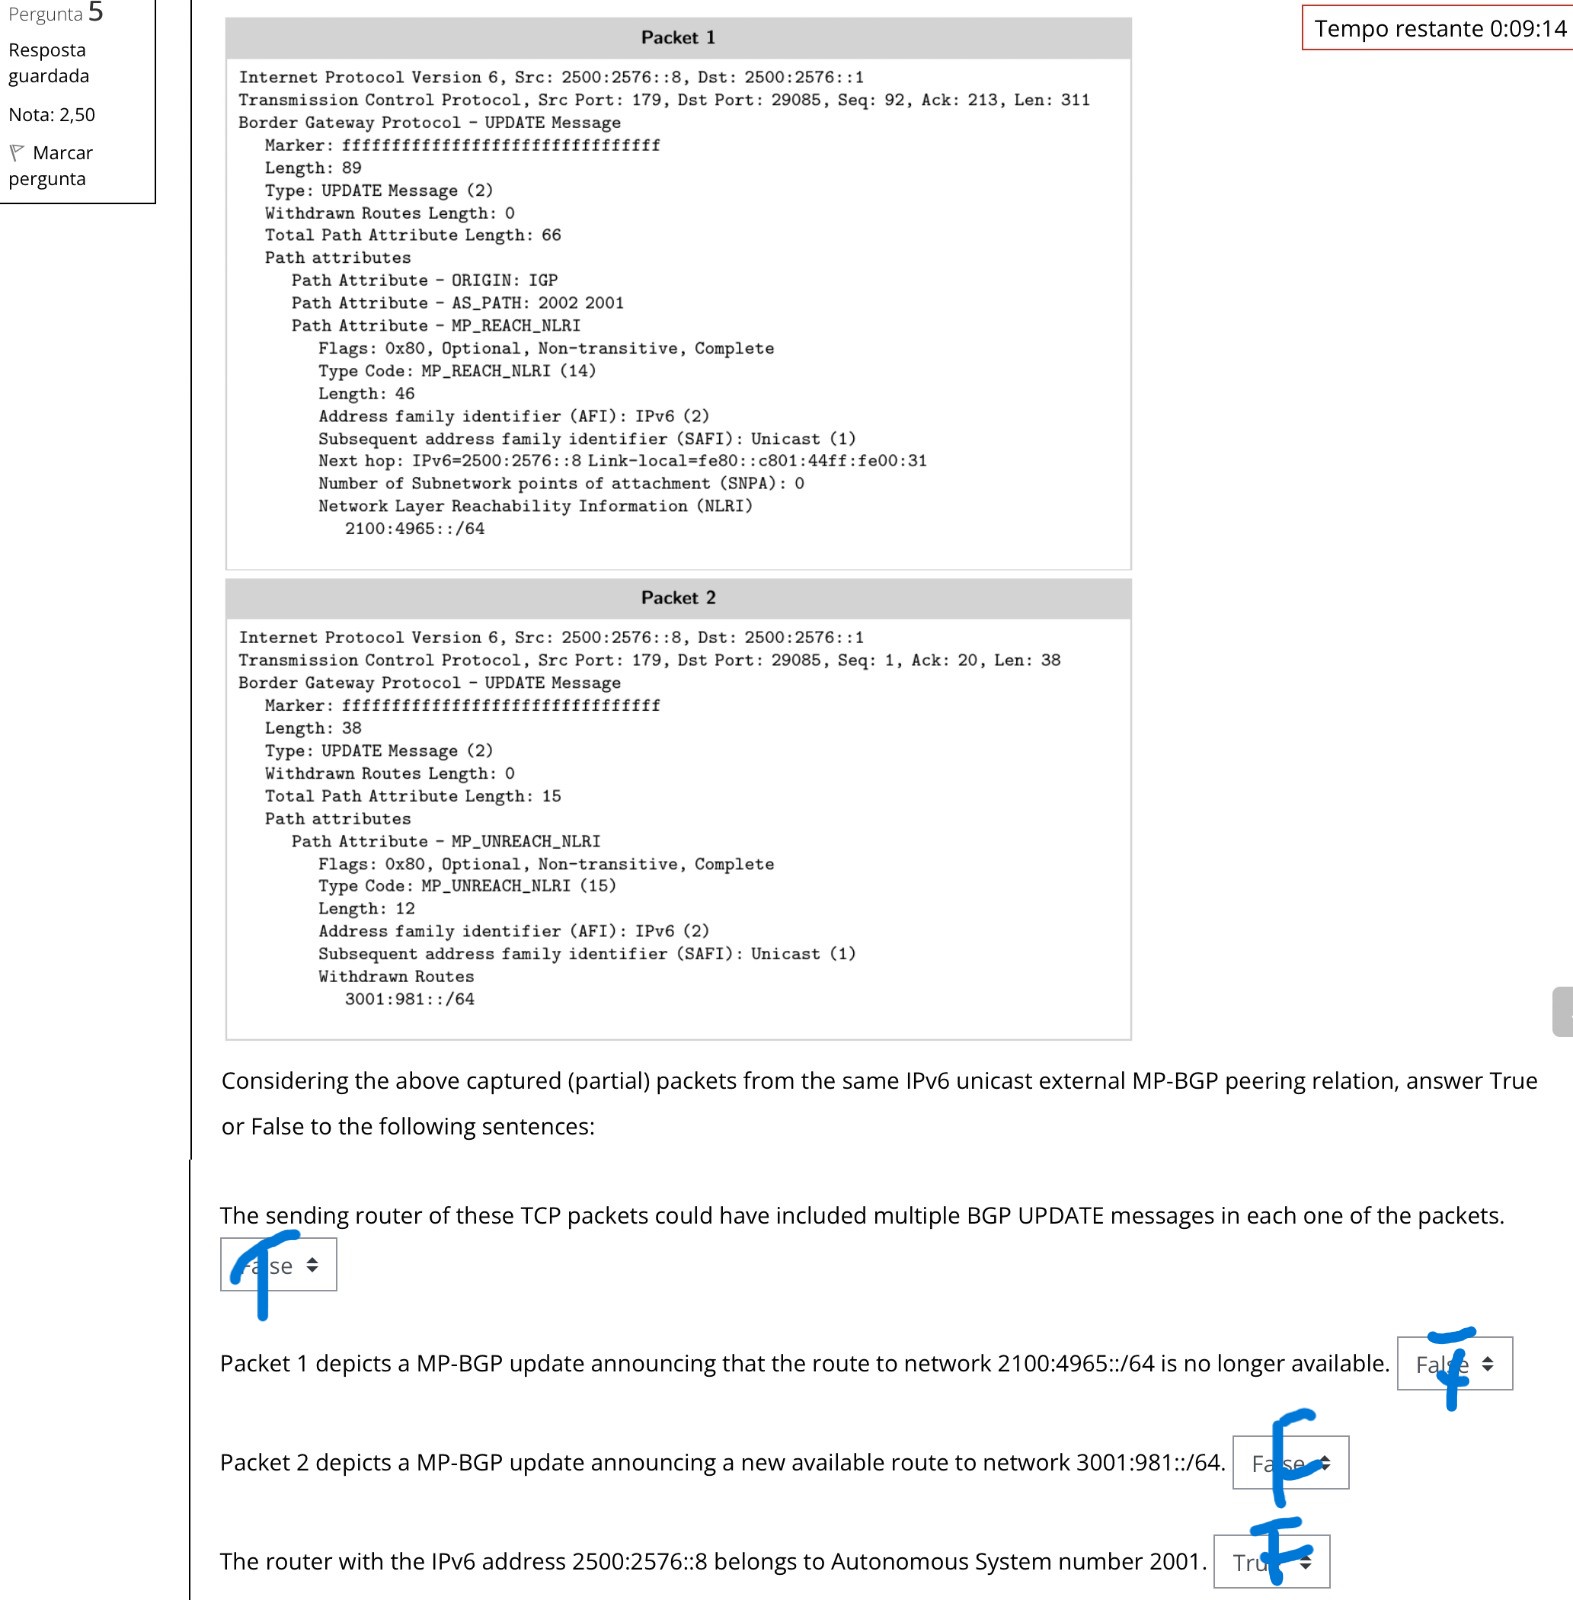 Pergunta 5
Resposta
guardada
Nota: 2,50
Marcar
pergunta
Tempo restante 0:09:14
Packet 1
Internet Protocol Version 6, Src: 2500:2576::8, Dst: 2500:2576::1
Transmission Control Protocol, Src Port: 179, Dst Port: 29085, Seq: 92, Ack: 213, Len: 311
Border Gateway Protocol - UPDATE Message
Marker: ffffffffffffffffffffffffffffffff
Length: 89
Type: UPDATE Message (2)
Withdrawn Routes Length: 0
Total Path Attribute Length: 66
Path attributes
Path Attribute - ORIGIN: IGP
Path Attribute - AS_PATH: 2002 2001
Path Attribute - MP_REACH_NLRI
Flags: 0x80, Optional, Non-transitive, Complete
Type Code: MP_REACH_NLRI (14)
Length: 46
Address family identifier (AFI): IPv6 (2)
Subsequent address family identifier (SAFI): Unicast (1)
Next hop: IPv6=2500:2576::8 Link-local=fe80::c801:44ff:fe00:31
Number of Subnetwork points of attachment (SNPA): 0
Network Layer Reachability Information (NLRI)
2100:4965::/64
Packet 2
Internet Protocol Version 6, Src: 2500:2576::8, Dst: 2500:2576::1
Transmission Control Protocol, Src Port: 179, Dst Port: 29085, Seq: 1, Ack: 20, Len: 38
Border Gateway Protocol - UPDATE Message
Marker: ffffffffffffffffffffffffffffffff
Length: 38
Type: UPDATE Message (2)
Withdrawn Routes Length: 0
Total Path Attribute Length: 15
Path attributes
Path Attribute - MP_UNREACH_NLRI
Flags: 0x80, Optional, Non-transitive, Complete
Type Code: MP_UNREACH_NLRI (15)
Length: 12
Address family identifier (AFI): IPv6 (2)
Subsequent address family identifier (SAFI): Unicast (1)
Withdrawn Routes
3001:981::/64
Considering the above captured (partial) packets from the same IPv6 unicast external MP-BGP peering relation, answer True
or False to the following sentences:
The sending router of these TCP packets could have included multiple BGP UPDATE messages in each one of the packets.
False T
Packet 1 depicts a MP-BGP update announcing that the route to network 2100:4965::/64 is no longer available. False F
Packet 2 depicts a MP-BGP update announcing a new available route to network 3001:981::/64. False F
The router with the IPv6 address 2500:2576::8 belongs to Autonomous System number 2001. True F